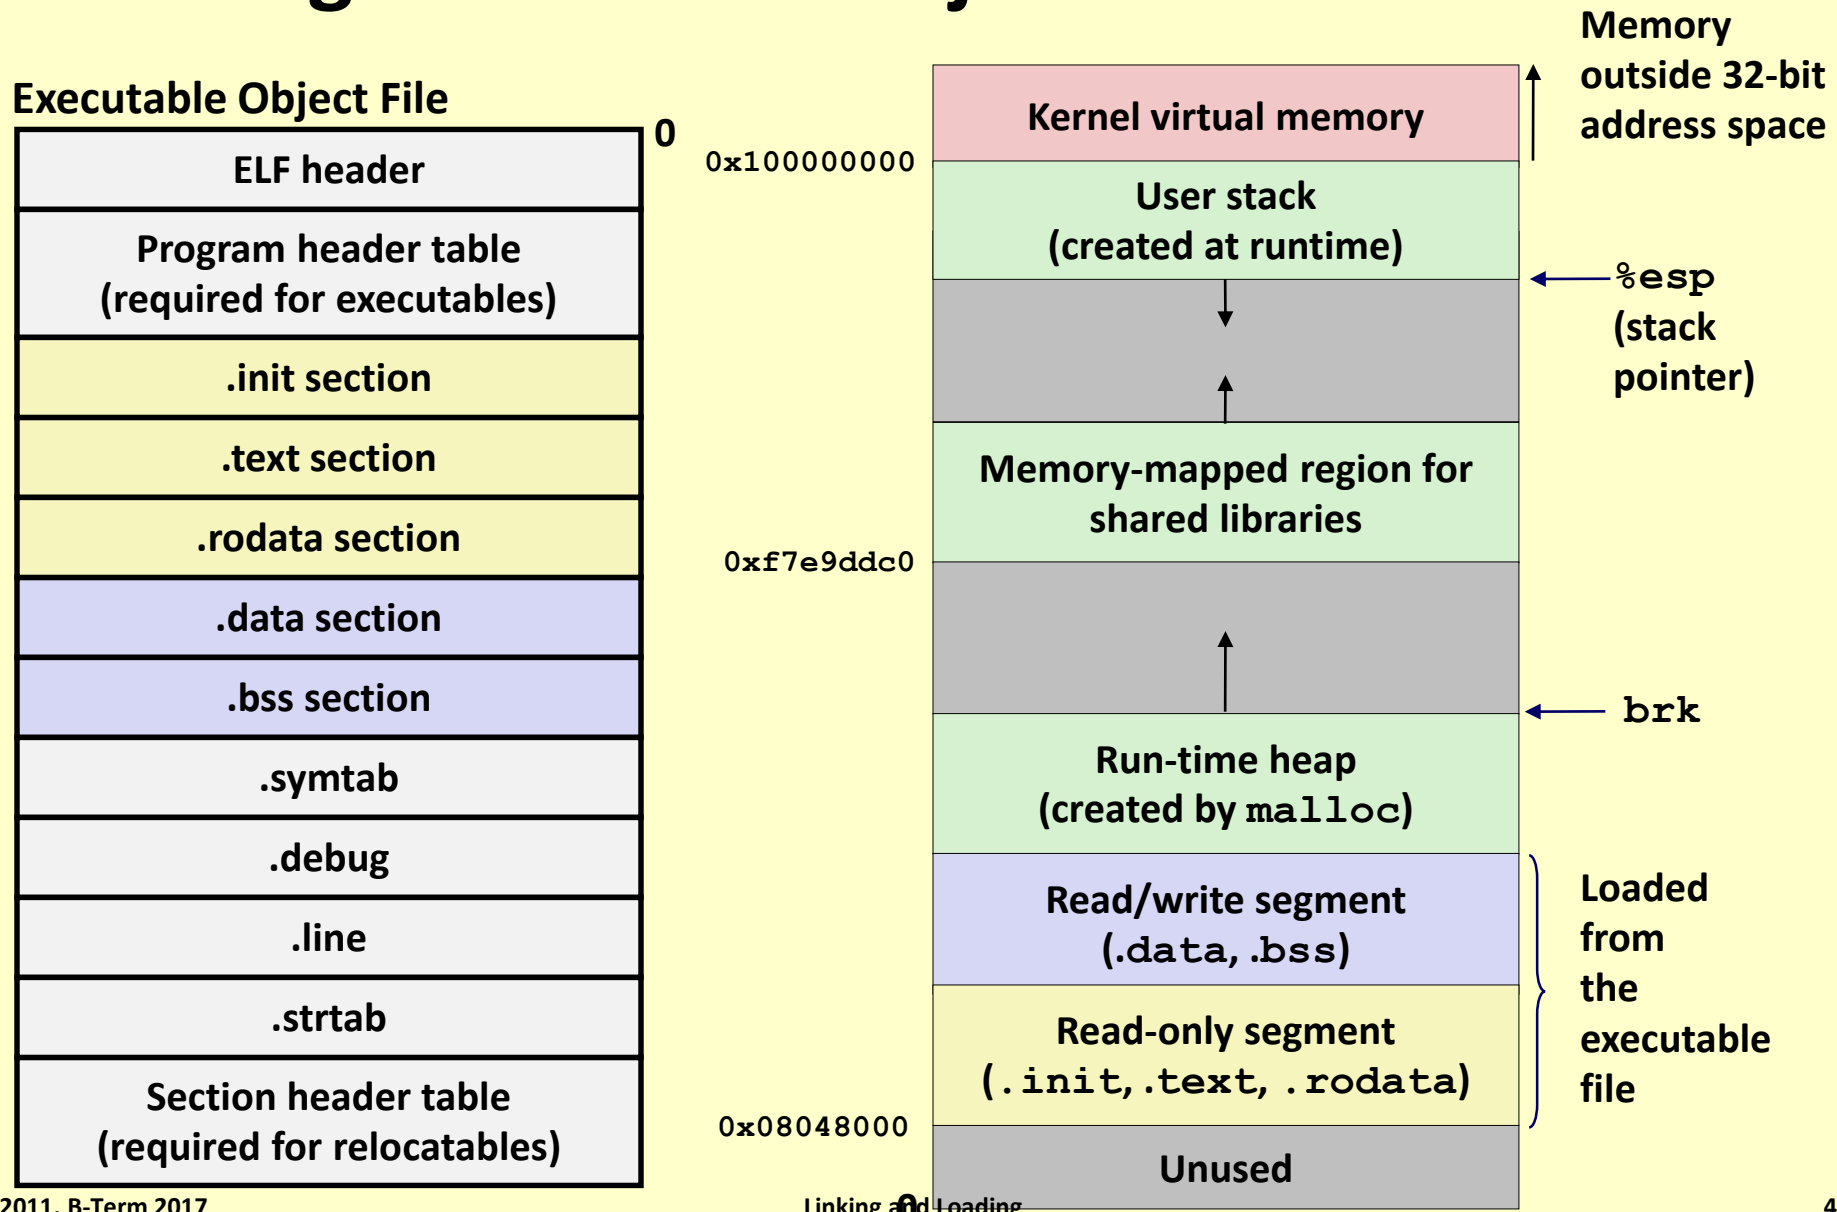 Executable Object File
0
ELF header
Program header table
(required for executables)
.init section
.text section
.rodata section
.data section
.bss section
.symtab
.debug
.line
.strtab
Section header table
(required for relocatables)
0x100000000
0xf7e9ddc0
0x08048000
0
Kernel virtual memory
User stack
(created at runtime)
Memory-mapped region for
shared libraries
Run-time heap
(created by malloc)
Read/write segment
(.data, .bss)
Read-only segment
(.init, .text, .rodata)
Unused
Memory
outside 32-bit
address space
%esp
(stack
pointer)
brk
Loaded
from
the
executable
file
2011, B-Term 2017
Linking and Loading
4